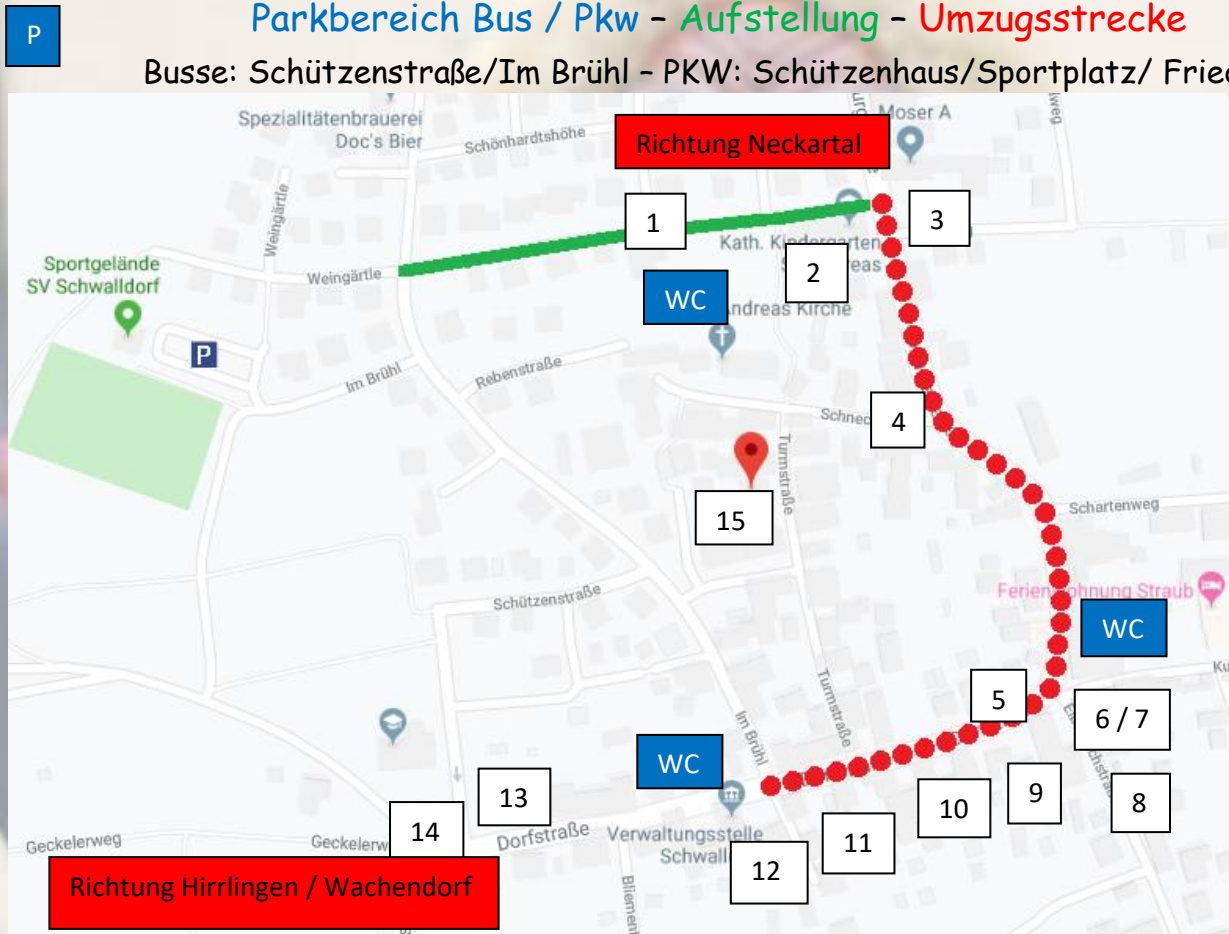 P
Parkbereich Bus / Pkw – Aufstellung – Umzugsstrecke
Busse: Schützenstraße/Im Brühl – PKW: Schützenhaus/Sportplatz/
Spezialitätenbrauerei
Doc's Bier
Schönhardtshöhe
Richtung Neckartal
Moser A
Weingärtle
1
3
Kath. Kindergarten
2
Sportgelände
SV Schwalldorf
Weingärtle
WC
Andreas Kirche
P
Im Brühl
Rebenstraße
4
Turmstraße
15
Schartenweg
Schützenstraße
Ferienwohnung Straub
WC
Turmstraße
5
6 / 7
Im Brühl
WC
13
10
9
8
14
Dorfstraße
Verwaltungsstelle
11
12
Geckelerweg
Richtung Hirrlingen / Wachendorf